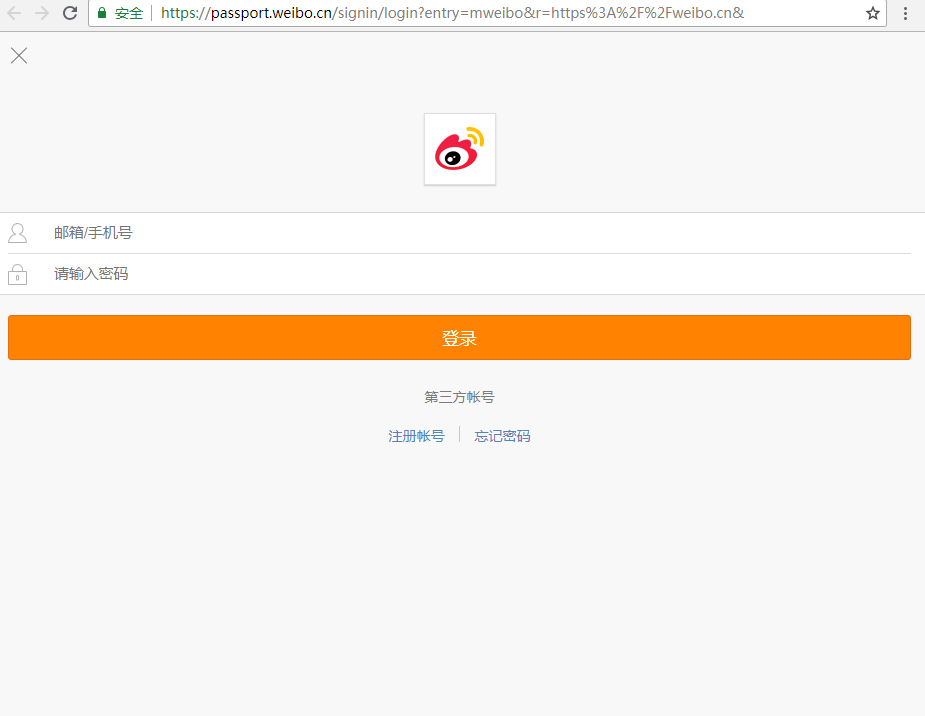 安全 https://passport.weibo.cn/signin/login?entry=mweibo&r=https%3A%2F%2Fweibo.cn&
邮箱/手机号
请输入密码
登录
第三方帐号
注册帐号 忘记密码